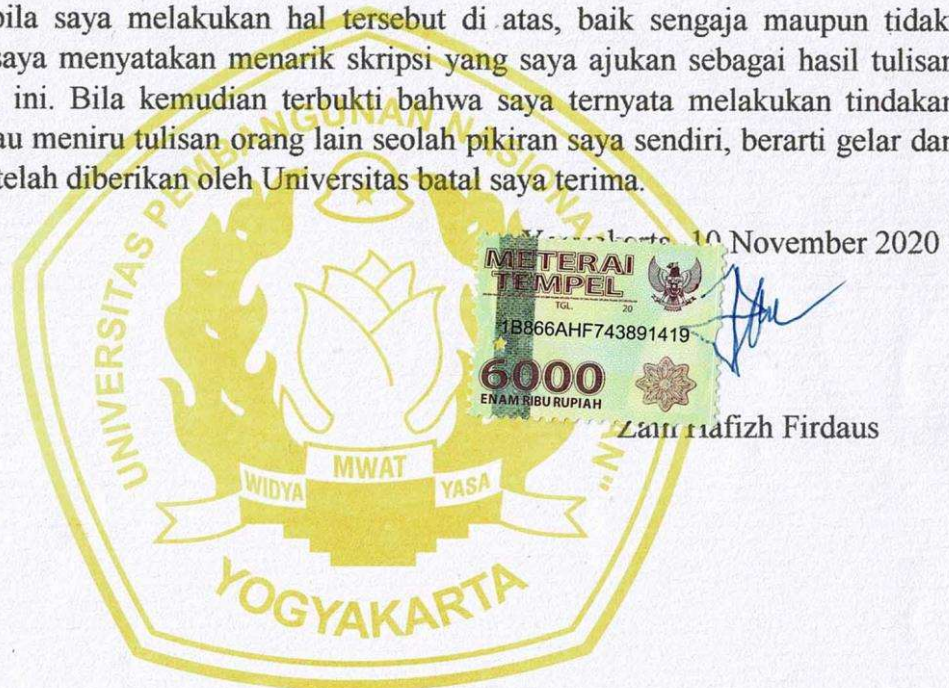 bila saya melakukan hal tersebut di atas, baik sengaja maupun tidak
saya menyatakan menarik skripsi yang saya ajukan sebagai hasil tulisan
ini. Bila kemudian terbukti bahwa saya ternyata melakukan tindakan
au meniru tulisan orang lain seolah pikiran saya sendiri, berarti gelar dan
telah diberikan oleh Universitas batal saya terima.
Yogyakarta, 10 November 2020
METERAI
TEMPEL
TGL. 20
1B866AHF743891419
6000
ENAM RIBU RUPIAH
Hafizh Firdaus
UNIVERSITAS PEMBANGUNAN NASIONAL
WIDYA MWAT YASA
YOGYAKARTA